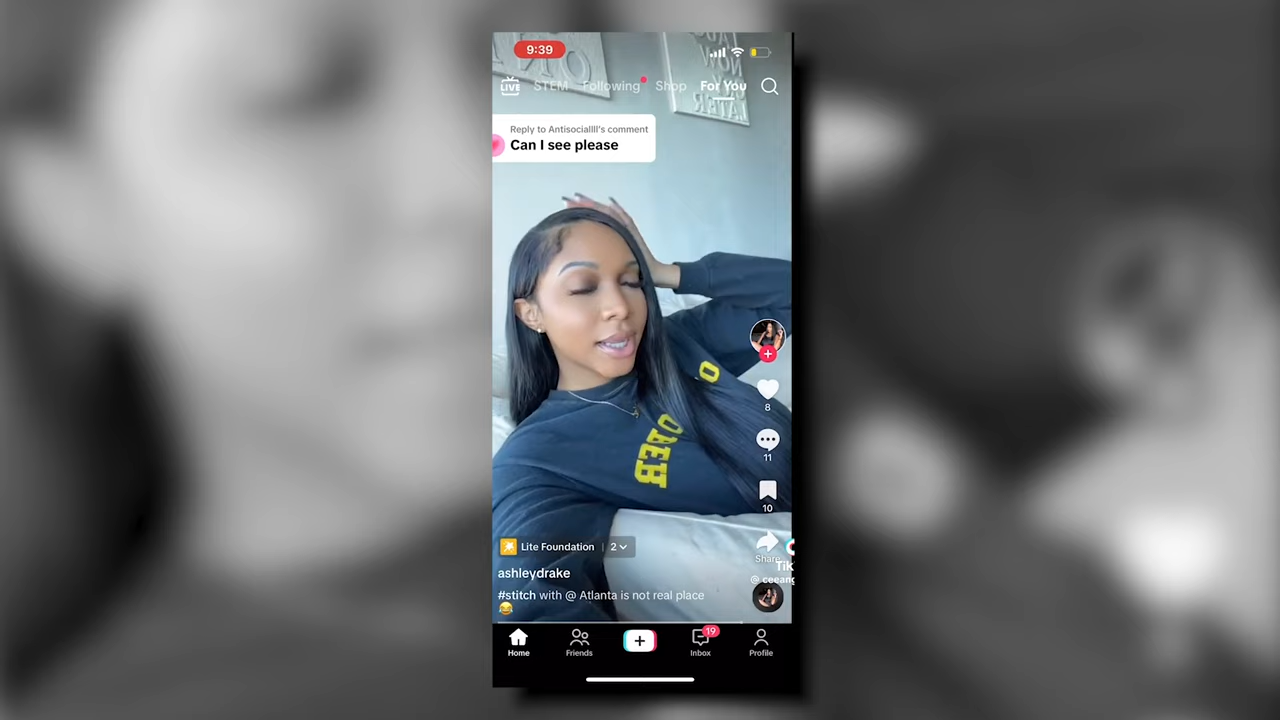 9:39
LIVE
STEM
Following
Shop
For You
Reply to Antisociallll's comment
Can I see please
8
11
10
Share
Lite Foundation | 2
ashleydrake
#stitch with @ Atlanta is not real place
😂
Home
Friends
19
Inbox
Profile